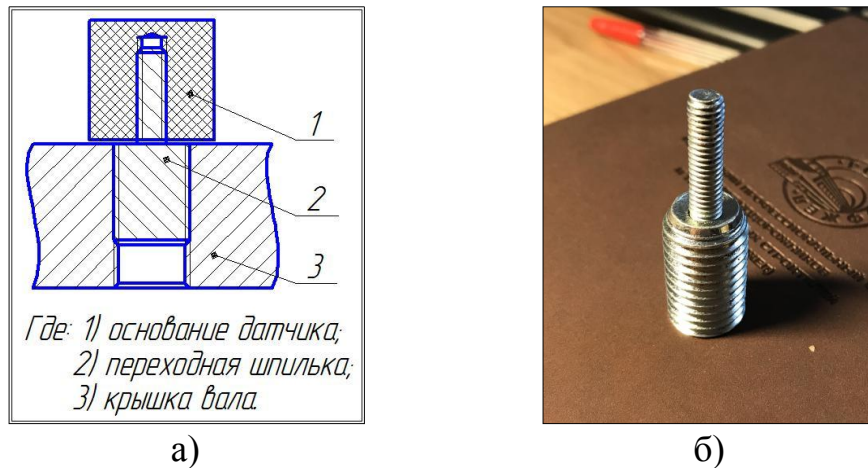 1
2
3
Где: 1) основание датчика;
2) переходная шпилька;
3) крышка вала.
а)
б)